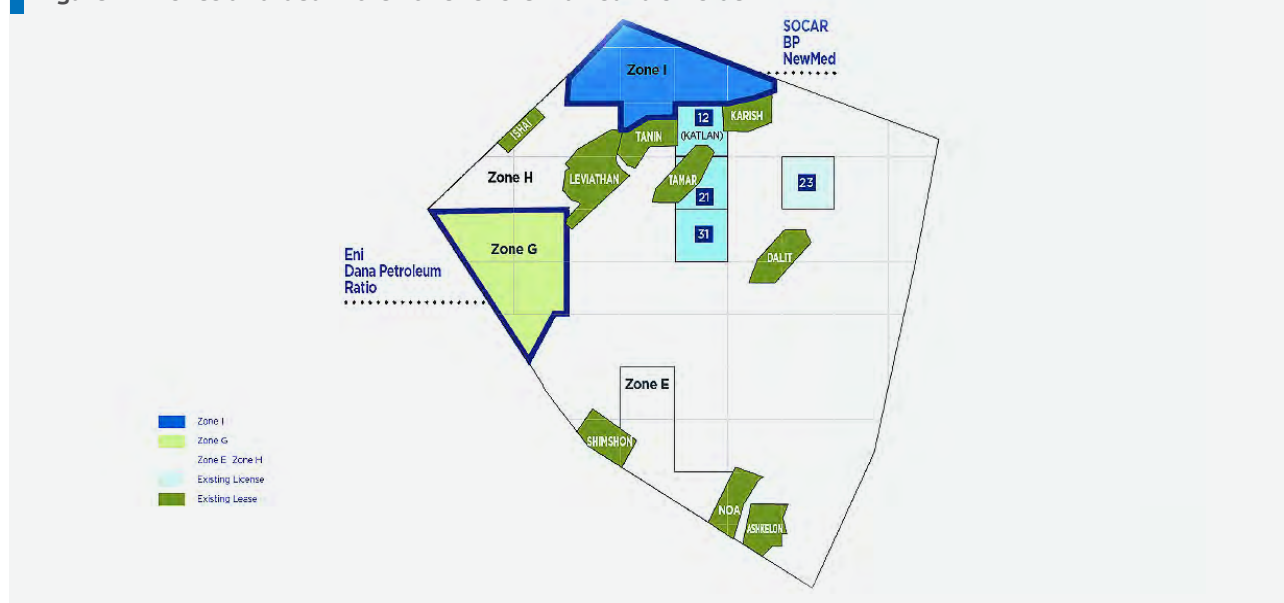 SOCAR
BP
NewMed
Zone I
12
(KATLAN)
KARISH
ISHAI
TANIN
Zone H
LEVIATHAN
TAMAR
21
23
31
Zone G
DALIT
Eni
Dana Petroleum
Ratio
Zone E
SHIMSHON
NOA
ASHKELON
Zone I
Zone G
Zone E Zone H
Existing License
Existing Lease